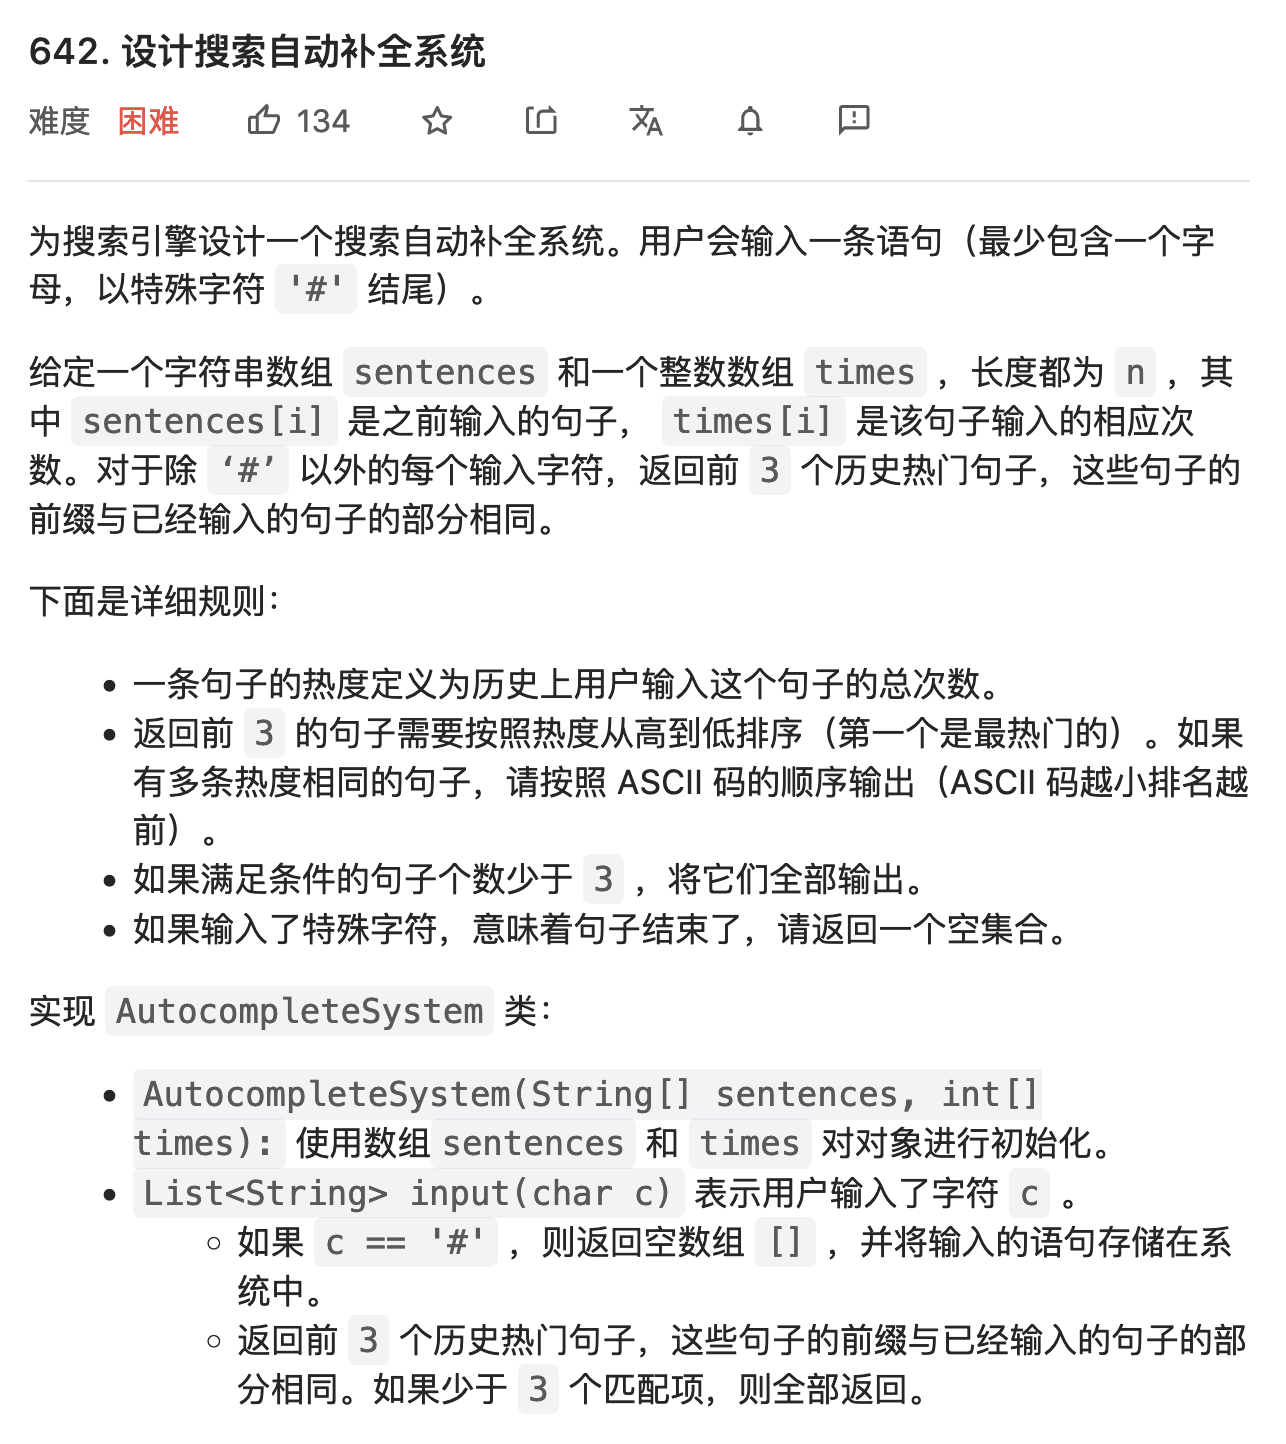 642. 设计搜索自动补全系统
难度 困难 134
为搜索引擎设计一个搜索自动补全系统。用户会输入一条语句（最少包含一个字
母，以特殊字符 '#' 结尾）。
给定一个字符串数组 sentences 和一个整数数组 times ，长度都为 n ，其
中 sentences[i] 是之前输入的句子， times[i] 是该句子输入的相应次
数。对于除 ‘#’ 以外的每个输入字符，返回前 3 个历史热门句子，这些句子的
前缀与已经输入的句子的部分相同。
下面是详细规则：
• 一条句子的热度定义为历史上用户输入这个句子的总次数。
• 返回前 3 的句子需要按照热度从高到低排序（第一个是最热门的）。如果
有多条热度相同的句子，请按照 ASCII 码的顺序输出（ASCII 码越小排名越
前）。
• 如果满足条件的句子个数少于 3 ，将它们全部输出。
• 如果输入了特殊字符，意味着句子结束了，请返回一个空集合。
实现 AutocompleteSystem 类：
• AutocompleteSystem(String[] sentences, int[]
times): 使用数组 sentences 和 times 对对象进行初始化。
• List<String> input(char c) 表示用户输入了字符 c 。
○ 如果 c == '#' ，则返回空数组 [] ，并将输入的语句存储在系
统中。
○ 返回前 3 个历史热门句子，这些句子的前缀与已经输入的句子的部
分相同。如果少于 3 个匹配项，则全部返回。